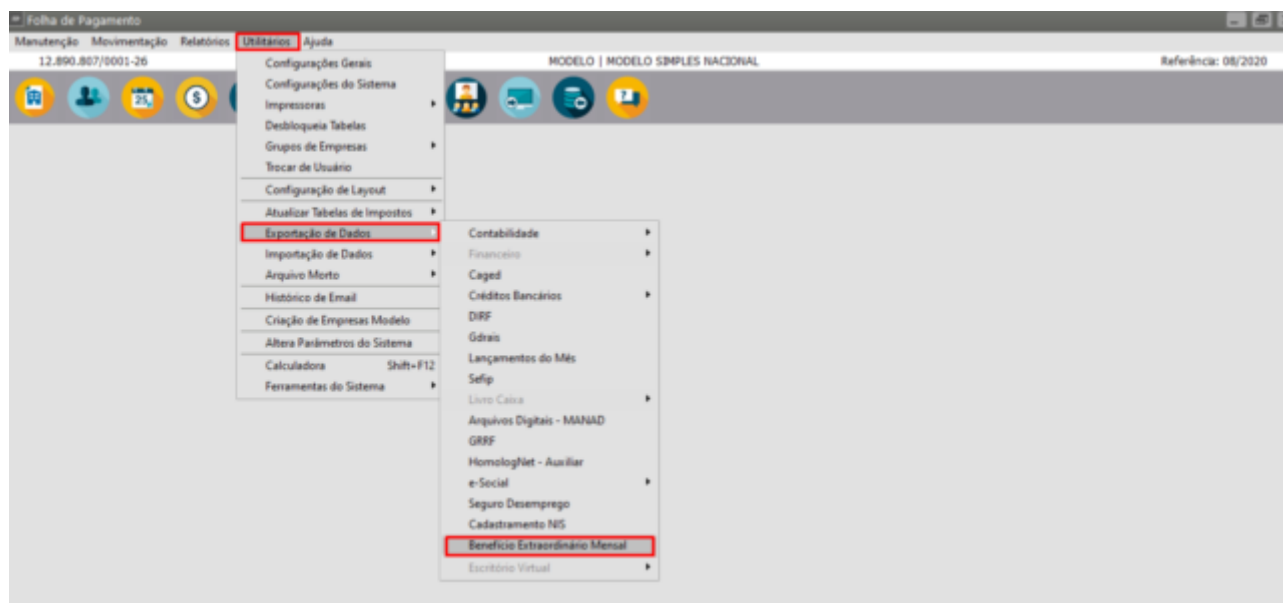 Folha de Pagamento
Manutenção Movimentação Relatórios Utilitários Ajuda
12.890.807/0001-26 MODELO | MODELO SIMPLES NACIONAL Referência: 08/2020
Configurações Gerais
Configurações do Sistema
Impressoras
Desbloqueia Tabelas
Grupos de Empresas
Trocar de Usuário
Configuração de Layout
Atualizar Tabelas de Impostos
Exportação de Dados
Importação de Dados
Arquivo Morto
Histórico de Email
Criação de Empresas Modelo
Altera Parâmetros do Sistema
Calculadora Shift+F12
Ferramentas do Sistema
Contabilidade
Financeiro
Caged
Créditos Bancários
DIRF
Gdrais
Lançamentos do Mês
Sefip
Livro Caixa
Arquivos Digitais - MANAD
GRRF
HomologNet - Auxiliar
e-Social
Seguro Desemprego
Cadastramento NIS
Benefício Extraordinário Mensal
Escritório Virtual